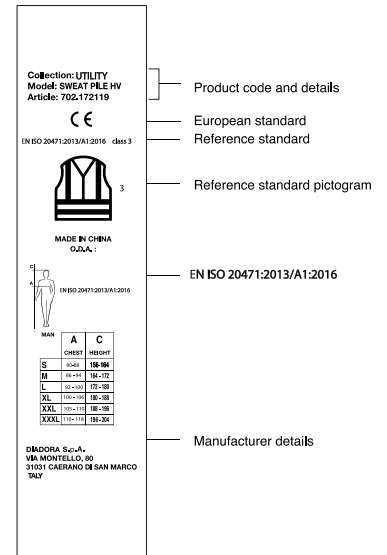 Collection: UTILITY
Model: SWEAT PILE HV
Article: 702.172119
Product code and details
CE
European standard
EN ISO 20471:2013/A1:2016 class 3
Reference standard
3
Reference standard pictogram
MADE IN CHINA
O.D.A. :
C
A
EN ISO 20471:2013/A1:2016
EN ISO 20471:2013/A1:2016
MAN
A C
CHEST HEIGHT
S 80-88 156-164
M 86-94 164-172
L 92-100 172-180
XL 100-106 180-188
XXL 105-110 188-196
XXXL 110-118 196-204
Manufacturer details
DIADORA S.p.A.
VIA MONTELLO, 80
31031 CAERANO DI SAN MARCO
TALY